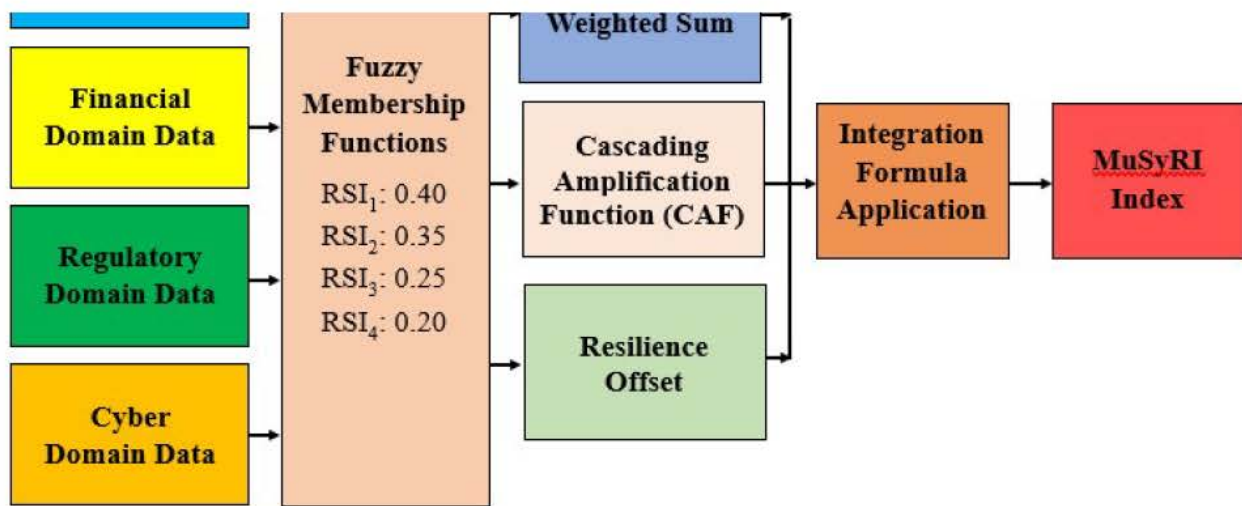 Financial
Domain Data
Regulatory
Domain Data
Cyber
Domain Data
Fuzzy
Membership
Functions
RSI₁: 0.40
RSI₂: 0.35
RSI₃: 0.25
RSI₄: 0.20
Weighted Sum
Cascading
Amplification
Function (CAF)
Resilience
Offset
Integration
Formula
Application
MuSyRI
Index